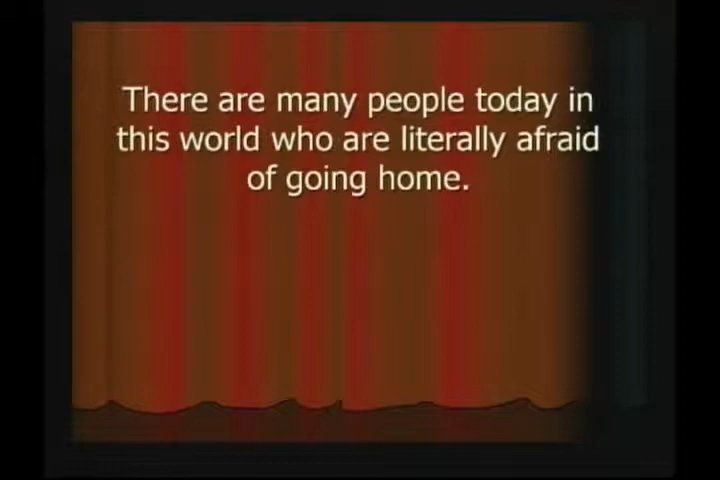 There are many people today in
this world who are literally afraid
of going home.